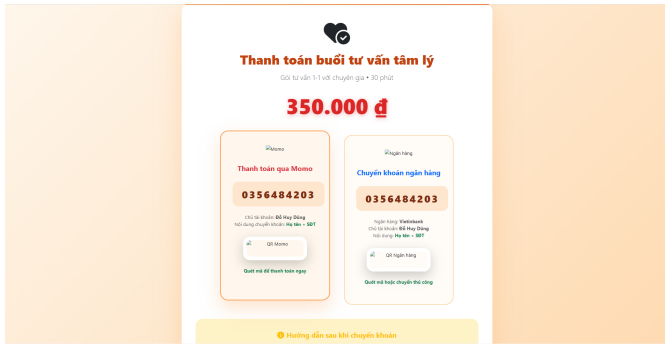 Thanh toán buổi tư vấn tâm lý
Gói tư vấn 1-1 với chuyên gia • 30 phút
350.000 ₫
Momo
Thanh toán qua Momo
0356484203
Chủ tài khoản: Đỗ Huy Dũng
Nội dung chuyển khoản: Họ tên + SĐT
QR Momo
Quét mã để thanh toán ngay
Ngân hàng
Chuyển khoản ngân hàng
0356484203
Ngân hàng: Vietinbank
Chủ tài khoản: Đỗ Huy Dũng
Nội dung: Họ tên + SĐT
QR Ngân hàng
Quét mã hoặc chuyển thủ công
Hướng dẫn sau khi chuyển khoản